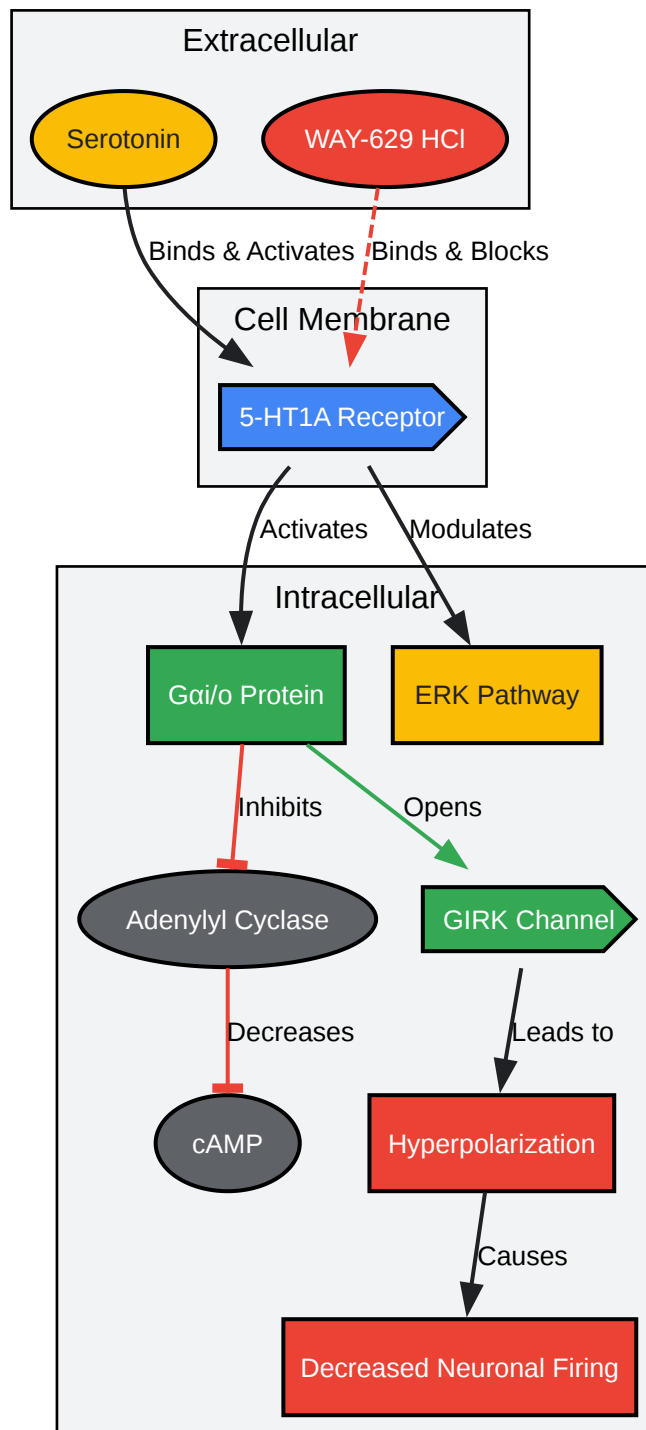 Extracellular
Serotonin
WAY-629 HCl
Binds & Activates
Binds & Blocks
Cell Membrane
5-HT1A Receptor
Activates
Modulates
Intracellular
Gαi/o Protein
ERK Pathway
Inhibits
Opens
Adenylyl Cyclase
GIRK Channel
Decreases
Leads to
cAMP
Hyperpolarization
Causes
Decreased Neuronal Firing